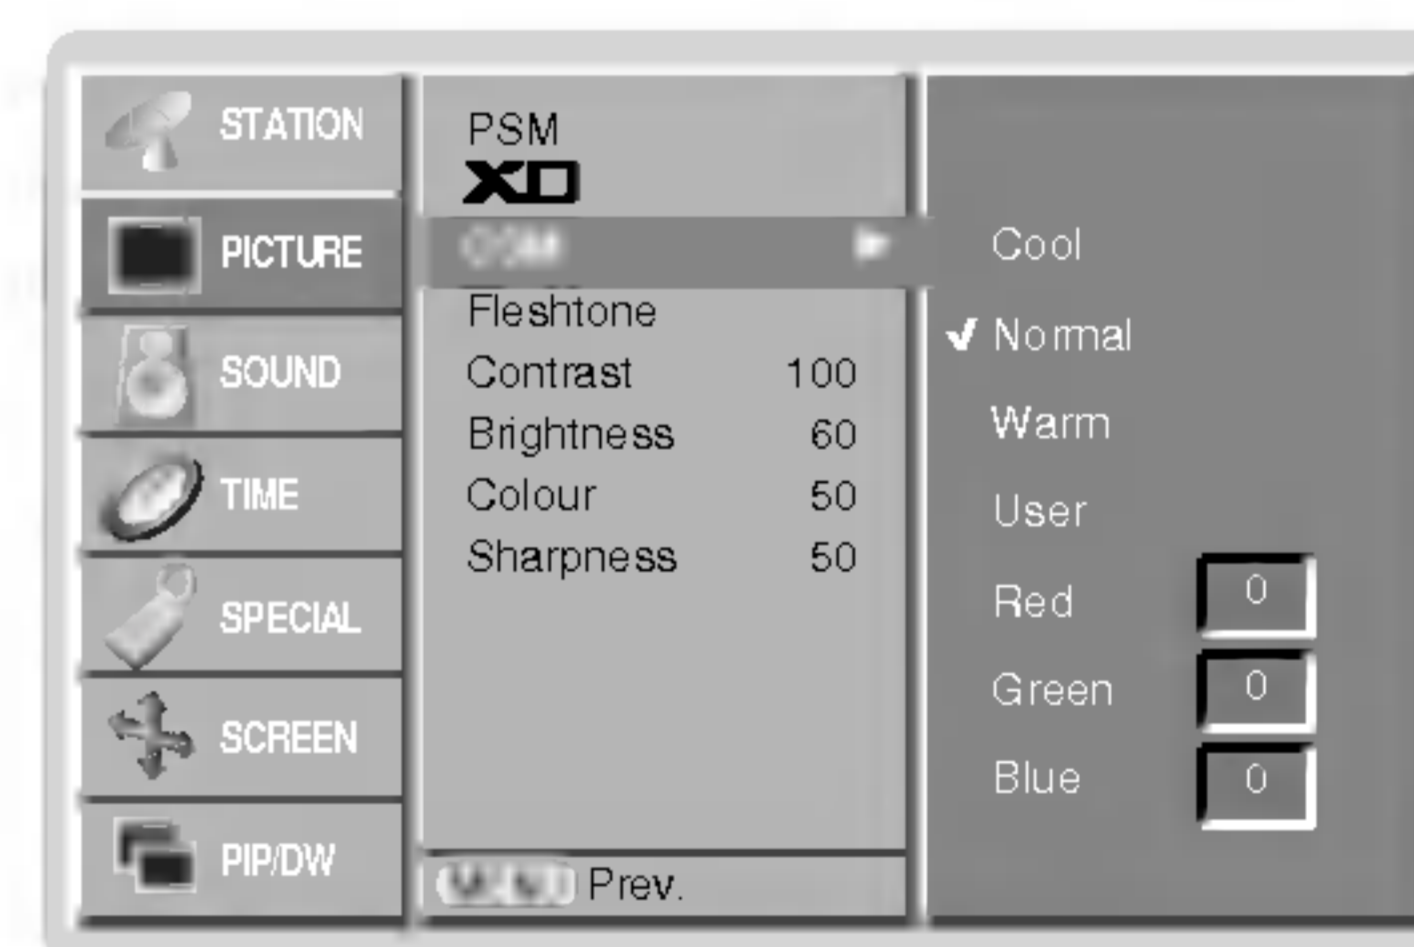 STATION
PICTURE
SOUND
TIME
SPECIAL
SCREEN
PIP/DW
PSM
XD
Fleshtone
Contrast 100
Brightness 60
Colour 50
Sharpness 50
Prev.
Cool
✓ Normal
Warm
User
Red 0
Green 0
Blue 0